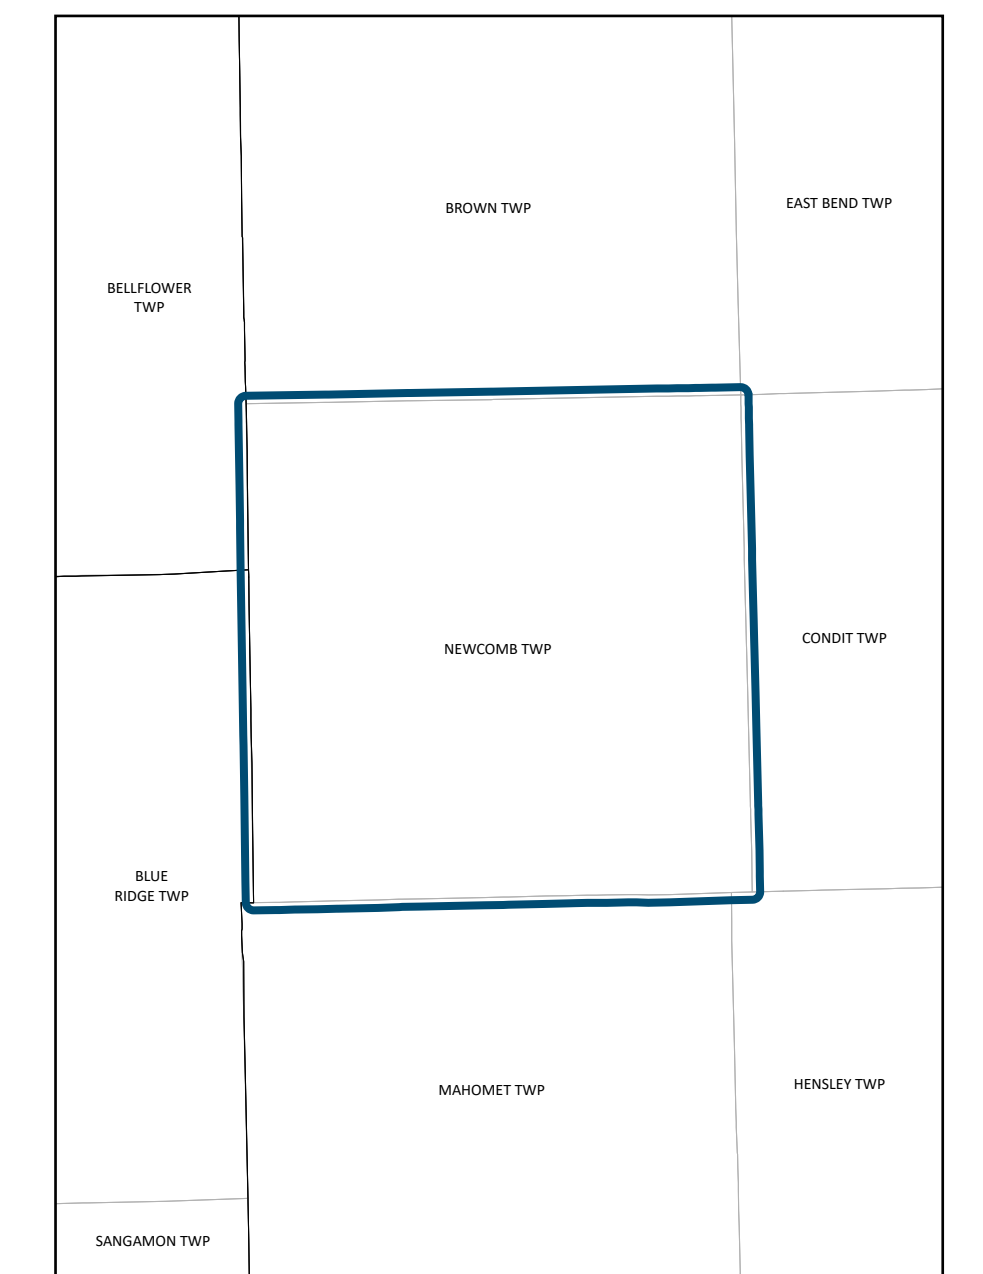 EAST BEND TWP
BROWN TWP
BELLFLOWER
TWP
CONDIT TWP
NEWCOMB TWP
BLUE
RIDGE TWP
HENSLEY TWP
MAHOMET TWP
SANGAMON TWP